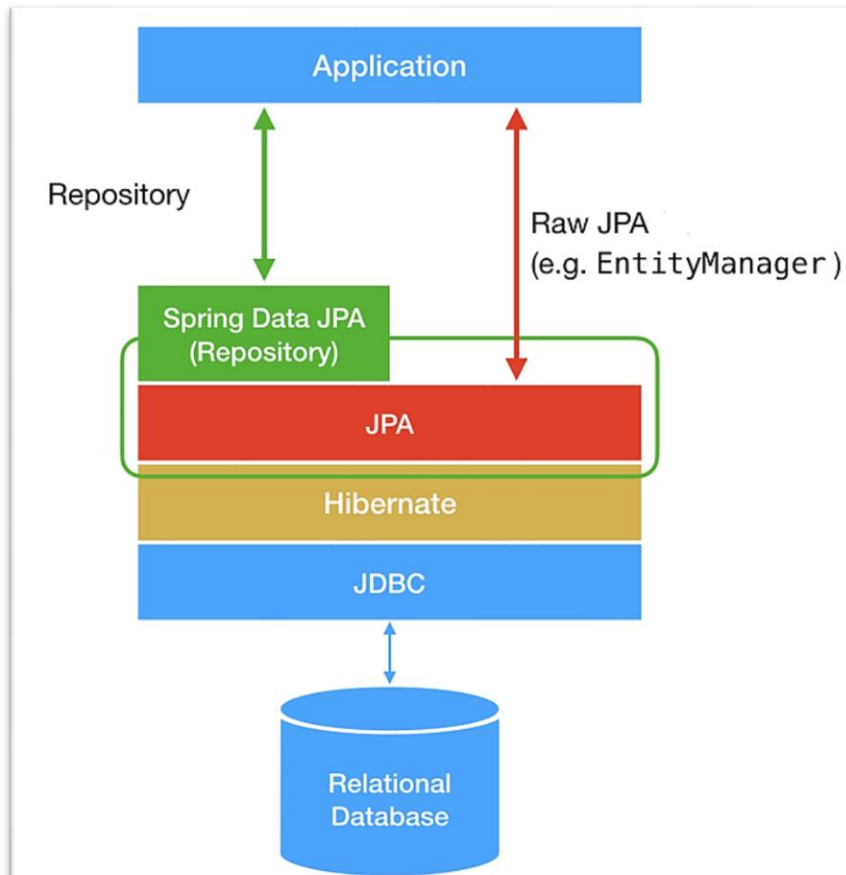 Application
Repository
Raw JPA
(e.g. EntityManager)
Spring Data JPA
(Repository)
JPA
Hibernate
JDBC
Relational
Database